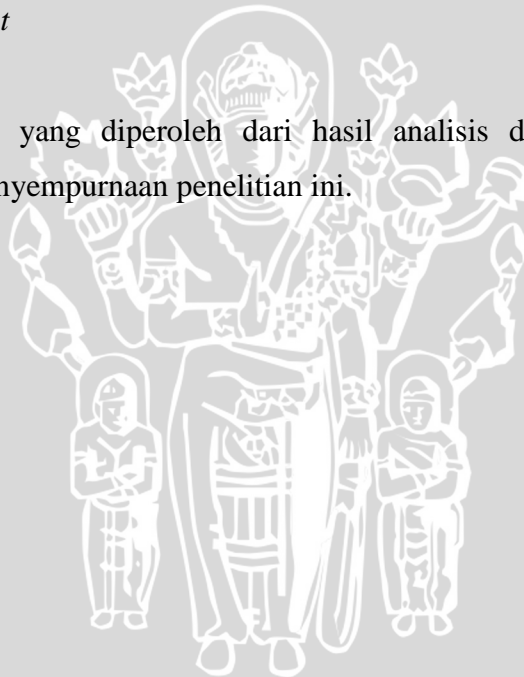 t
yang diperoleh dari hasil analisis d
nyempurnaan penelitian ini.